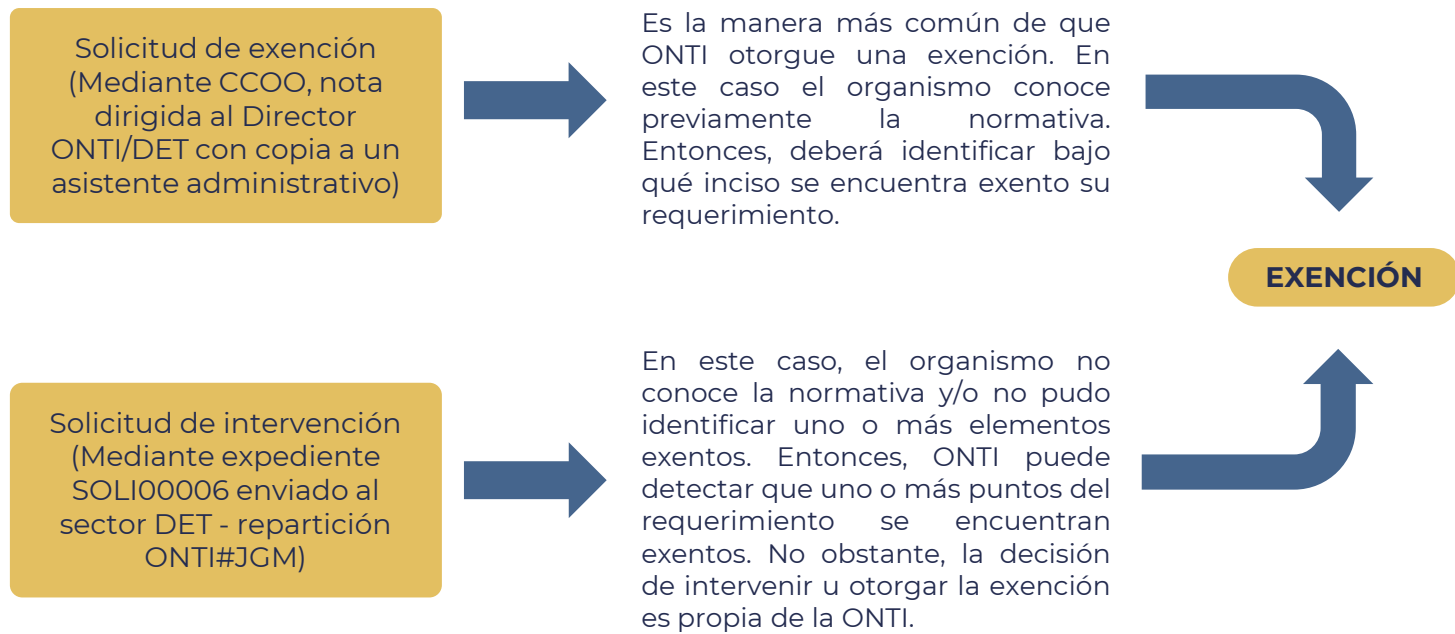 Solicitud de exención
(Mediante CCOO, nota
dirigida al Director
ONTI/DET con copia a un
asistente administrativo)
Es la manera más común de que
ONTI otorgue una exención. En
este caso el organismo conoce
previamente la normativa.
Entonces, deberá identificar bajo
qué inciso se encuentra exento su
requerimiento.
EXENCIÓN
Solicitud de intervención
(Mediante expediente
SOLI00006 enviado al
sector DET - repartición
ONTI#JGM)
En este caso, el organismo no
conoce la normativa y/o no pudo
identificar uno o más elementos
exentos. Entonces, ONTI puede
detectar que uno o más puntos del
requerimiento se encuentran
exentos. No obstante, la decisión
de intervenir u otorgar la exención
es propia de la ONTI.